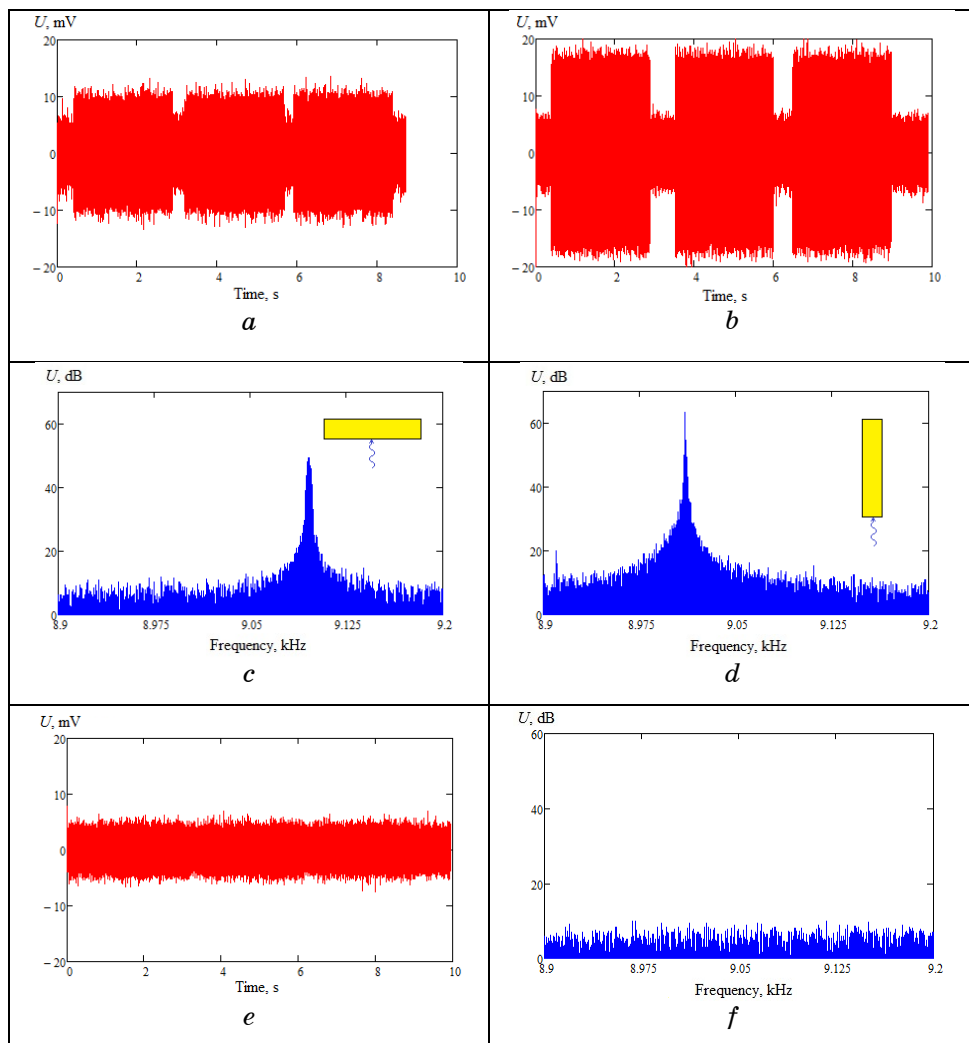 U, mV
20
10
0
– 10
– 20
0 2 4 6 8 10
Time, s
a
U, mV
20
10
0
– 10
– 20
0 2 4 6 8 10
Time, s
b
U, dB
60
40
20
0
8.9 8.975 9.05 9.125 9.2
Frequency, kHz
c
U, dB
60
40
20
0
8.9 8.975 9.05 9.125 9.2
Frequency, kHz
d
U, mV
20
10
0
– 10
– 20
0 2 4 6 8 10
Time, s
e
U, dB
60
40
20
0
8.9 8.975 9.05 9.125 9.2
Frequency, kHz
f